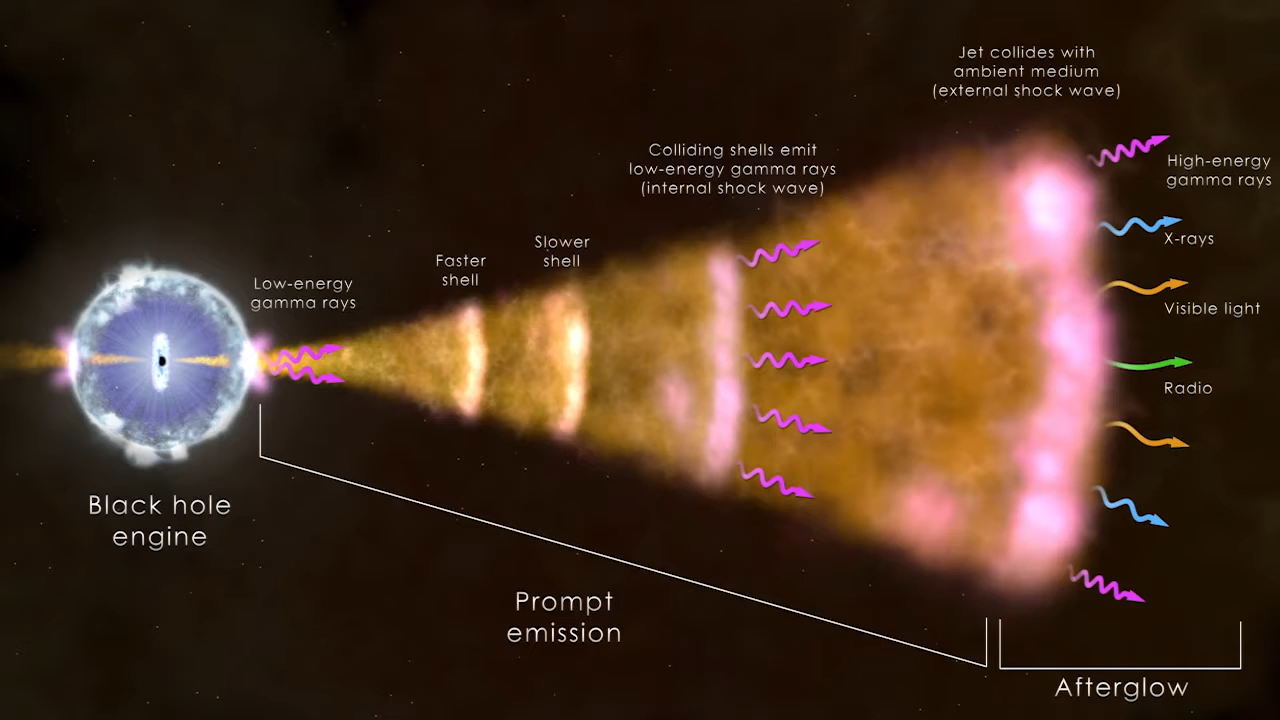 Jet collides with
ambient medium
(external shock wave)
Colliding shells emit
low-energy gamma rays
(internal shock wave)
High-energy
gamma rays
X-rays
Slower
shell
Faster
shell
Low-energy
gamma rays
Visible light
Radio
Black hole
engine
Prompt
emission
Afterglow